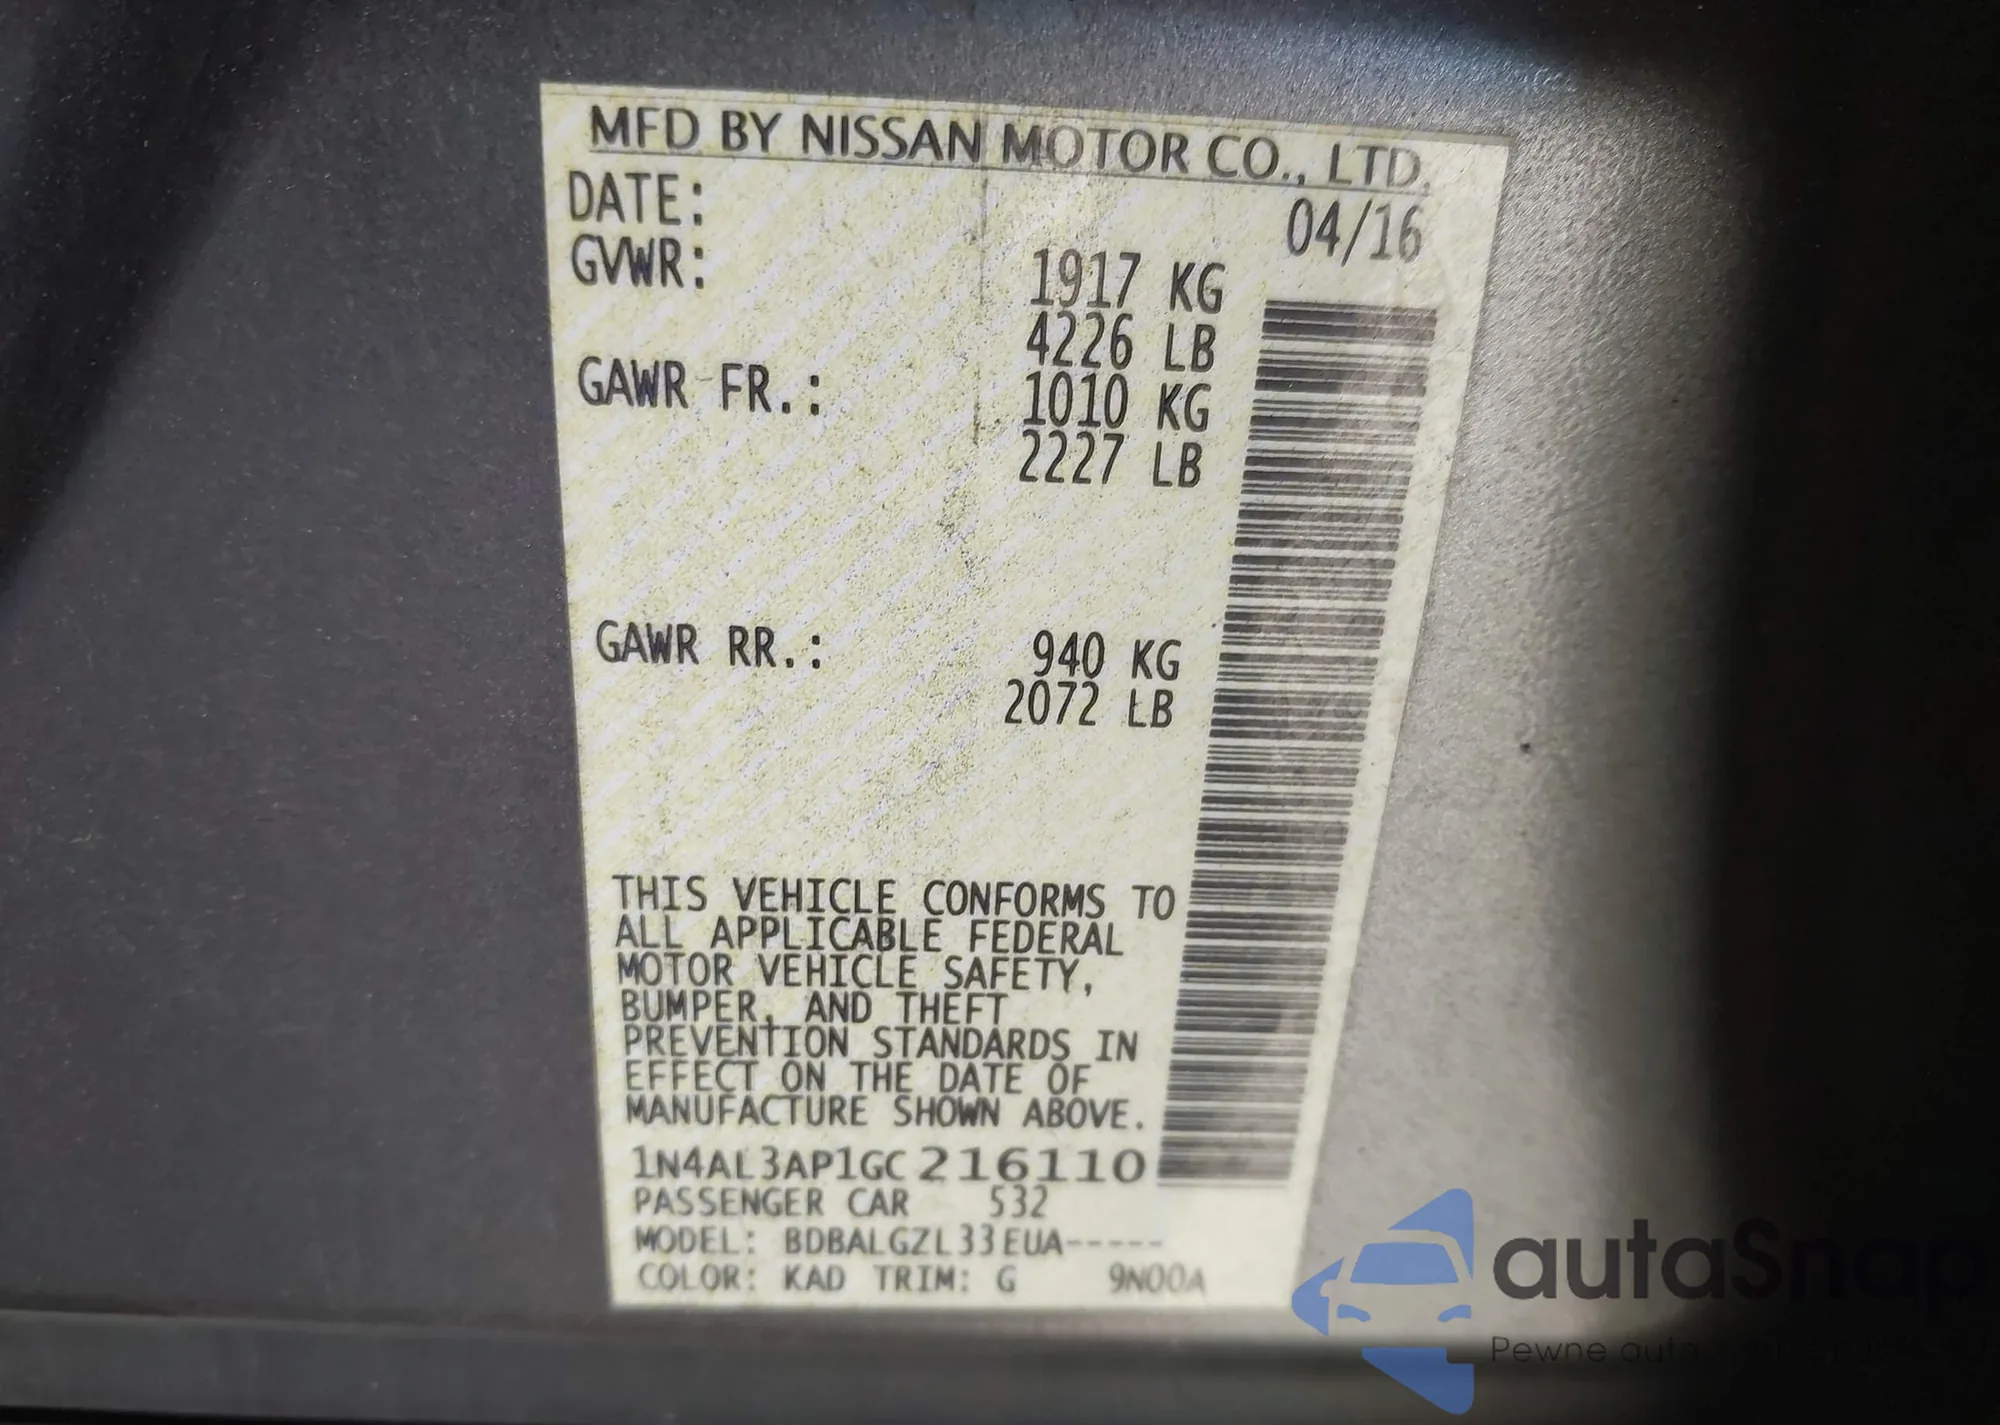 MFD BY NISSAN MOTOR CO., LTD.
DATE: 04/16
GVWR: 1917 KG
4226 LB
GAWR FR.: 1010 KG
2227 LB
GAWR RR.: 940 KG
2072 LB
THIS VEHICLE CONFORMS TO
ALL APPLICABLE FEDERAL
MOTOR VEHICLE SAFETY,
BUMPER, AND THEFT
PREVENTION STANDARDS IN
EFFECT ON THE DATE OF
MANUFACTURE SHOWN ABOVE.
1N4AL3AP1GC216110
PASSENGER CAR 532
MODEL: BDBALGZL33EUA-----
COLOR: KAD TRIM: G 9N00A
autaSnap
Pewne auta